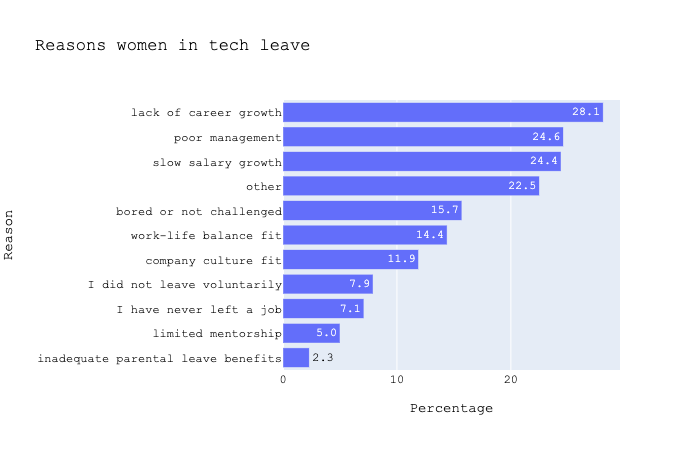 Reasons women in tech leave
lack of career growth 28.1
poor management 24.6
slow salary growth 24.4
other 22.5
bored or not challenged 15.7
work-life balance fit 14.4
company culture fit 11.9
I did not leave voluntarily 7.9
I have never left a job 7.1
limited mentorship 5.0
inadequate parental leave benefits 2.3
0 10 20
Percentage
Reason